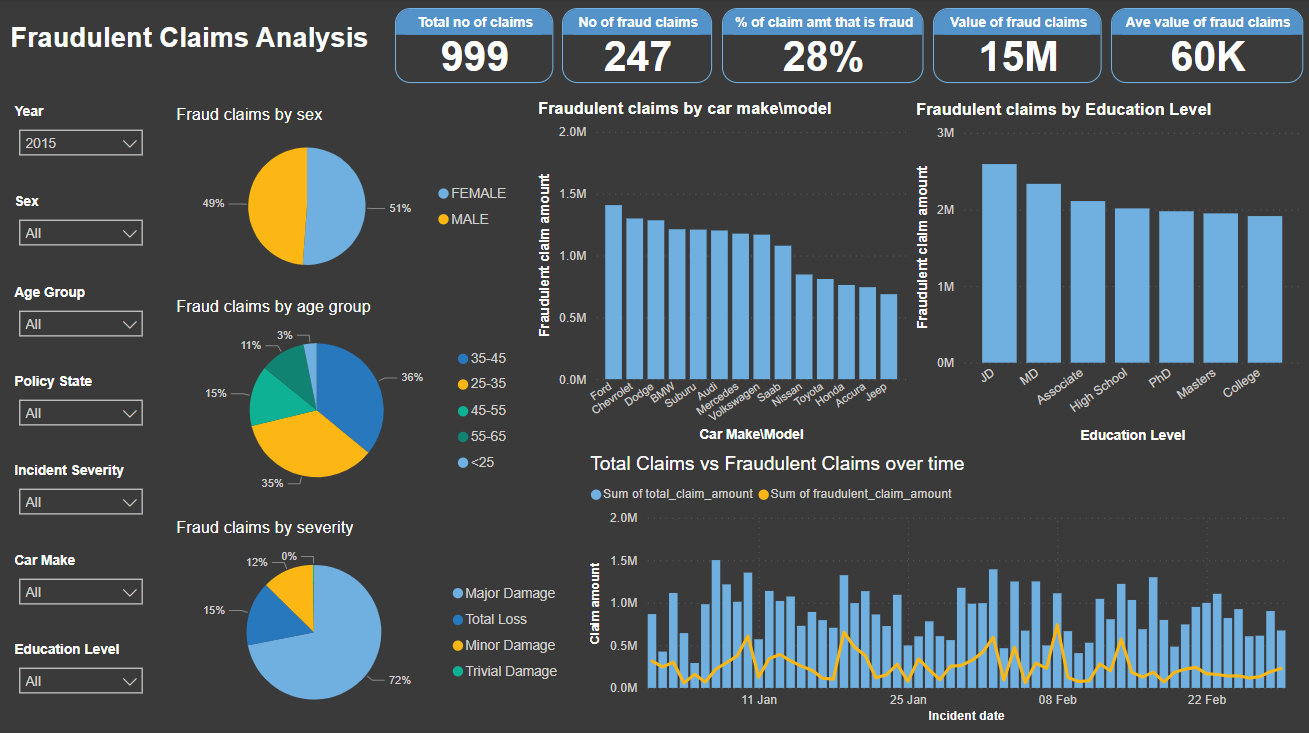 Fraudulent Claims Analysis
Total no of claims
999
No of fraud claims
247
% of claim amt that is fraud
28%
Value of fraud claims
15M
Ave value of fraud claims
60K
Year
2015
Sex
All
Age Group
All
Policy State
All
Incident Severity
All
Car Make
All
Education Level
All
Fraud claims by sex
49%
51%
FEMALE
MALE
Fraud claims by age group
3%
11%
15%
35%
36%
35-45
25-35
45-55
55-65
<25
Fraud claims by severity
0%
12%
15%
72%
Major Damage
Total Loss
Minor Damage
Trivial Damage
Fraudulent claims by car make\model
Fraudulent claim amount
2.0M
1.5M
1.0M
0.5M
0.0M
Ford
Chevrolet
Dodge
BMW
Suburu
Audi
Mercedes
Volkswagen
Saab
Nissan
Toyota
Honda
Accura
Jeep
Car Make\Model
Fraudulent claims by Education Level
Fraudulent claim amount
3M
2M
1M
0M
JD
MD
Associate
High School
PhD
Masters
College
Education Level
Total Claims vs Fraudulent Claims over time
Sum of total_claim_amount
Sum of fraudulent_claim_amount
Claim amount
2.0M
1.5M
1.0M
0.5M
0.0M
11 Jan
25 Jan
08 Feb
22 Feb
Incident date